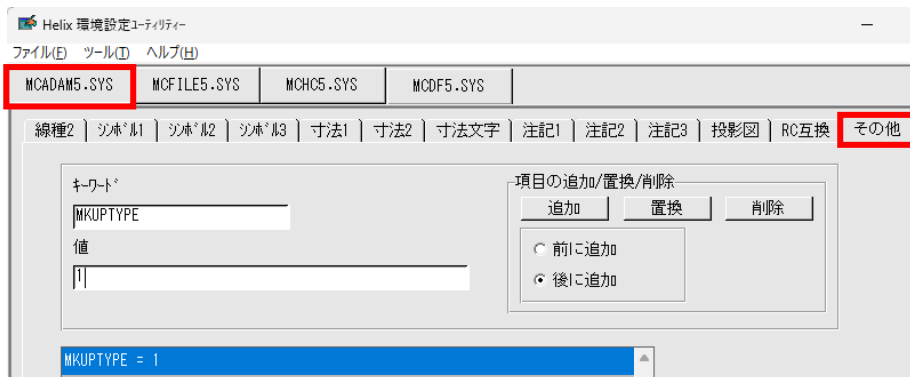 Helix 環境設定ﾕｰﾃｨﾘﾃｨｰ
ファイル(F) ツール(T) ヘルプ(H)
MCADAM5.SYS MCFILE5.SYS MCHC5.SYS MCDF5.SYS
線種2 ｼﾝﾎﾞﾙ1 ｼﾝﾎﾞﾙ2 ｼﾝﾎﾞﾙ3 寸法1 寸法2 寸法文字 注記1 注記2 注記3 投影図 RC互換 その他
ｷｰﾜｰﾄﾞ
項目の追加/置換/削除
MKUPTYPE
追加 置換 削除
値
前に追加
1
後に追加
MKUPTYPE = 1